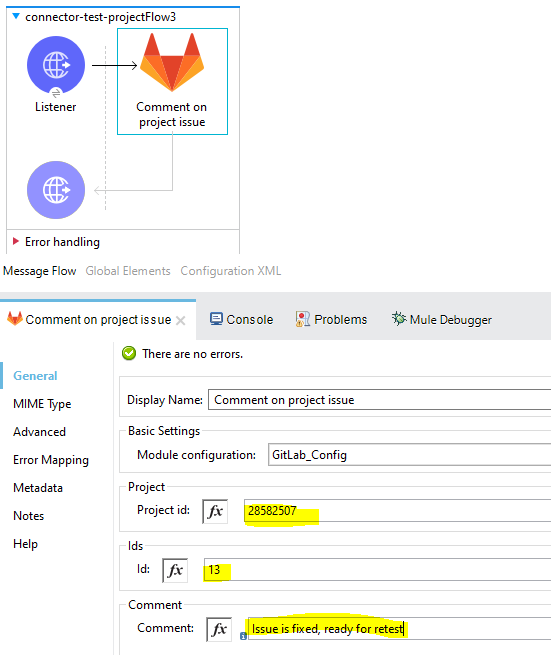 connector-test-projectFlow3
Listener
Comment on
project issue
Error handling
Message Flow Global Elements Configuration XML
Comment on project issue Console Problems Mule Debugger
There are no errors.
General
MIME Type
Advanced
Error Mapping
Metadata
Notes
Help
Display Name: Comment on project issue
Basic Settings
Module configuration: GitLab_Config
Project
Project id: fx 28582507
Ids
Id: fx 13
Comment
Comment: fx Issue is fixed, ready for retest